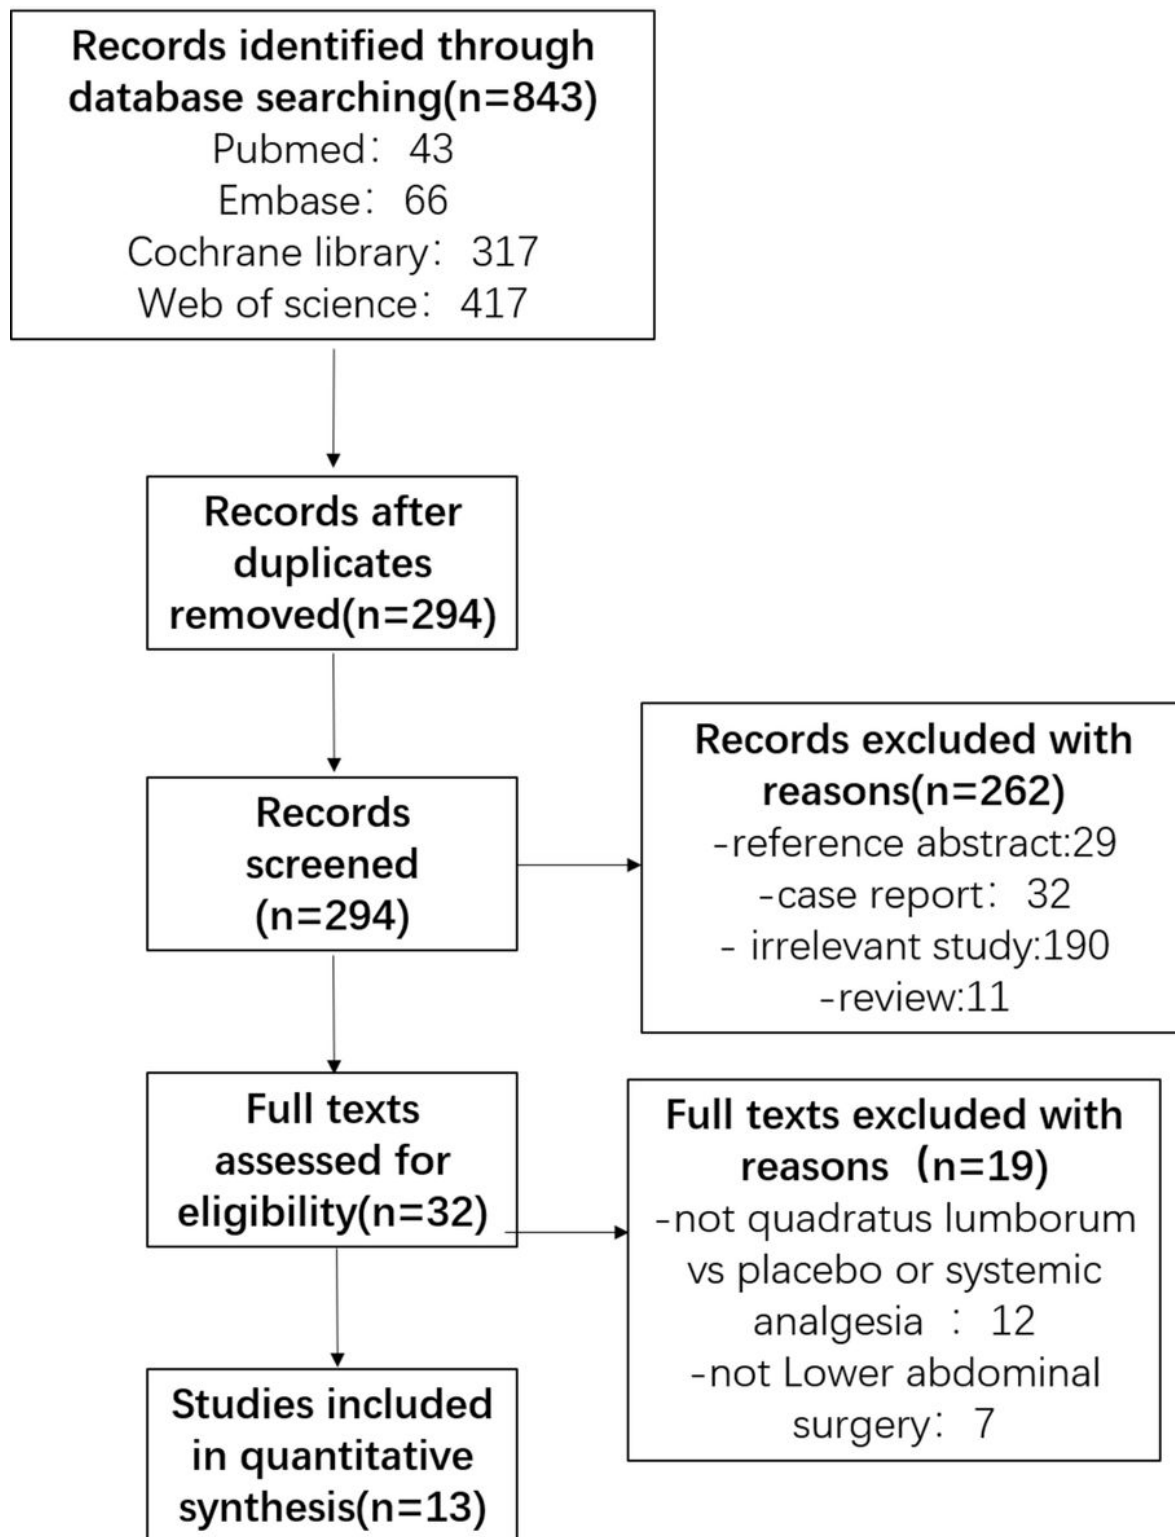 Records identified through
database searching(n=843)
Pubmed：43
Embase：66
Cochrane library：317
Web of science：417
Records after
duplicates
removed(n=294)
Records
screened
(n=294)
Records excluded with
reasons(n=262)
-reference abstract:29
-case report：32
- irrelevant study:190
-review:11
Full texts
assessed for
eligibility(n=32)
Full texts excluded with
reasons（n=19)
-not quadratus lumborum
vs placebo or systemic
analgesia ：12
-not Lower abdominal
surgery：7
Studies included
in quantitative
synthesis(n=13)